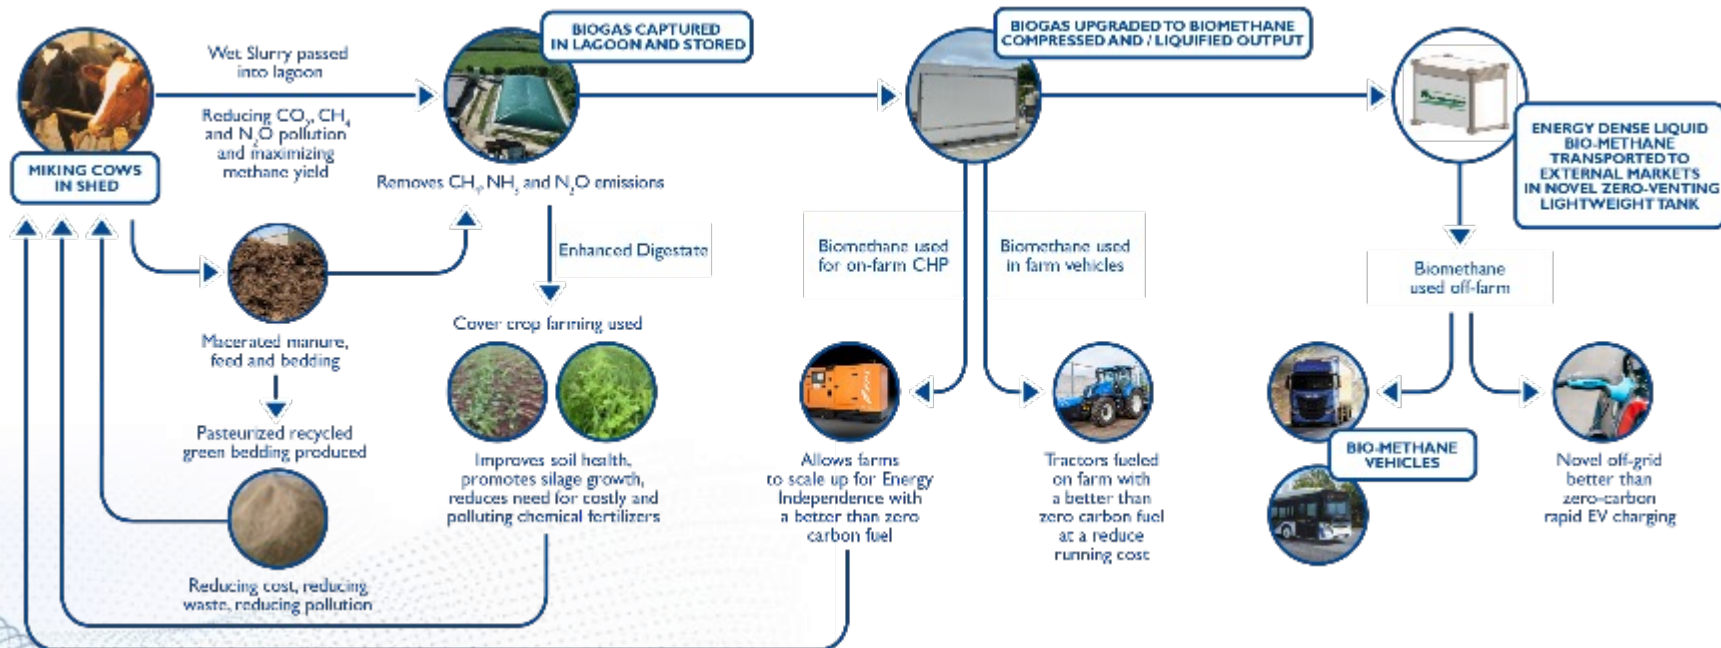 Wet Slurry passed
into lagoon
Reducing CO₂, CH₄
and N₂O pollution
and maximizing
methane yield
MIKING COWS
IN SHED
BIOGAS CAPTURED
IN LAGOON AND STORED
Removes CH₄, NH₃ and N₂O emissions
BIOGAS UPGRADED TO BIOMETHANE
COMPRESSED AND / LIQUIFIED OUTPUT
ENERGY DENSE LIQUID
BIO-METHANE
TRANSPORTED TO
EXTERNAL MARKETS
IN NOVEL ZERO-VENTING
LIGHTWEIGHT TANK
Enhanced Digestate
Biomethane used
for on-farm CHP
Biomethane used
in farm vehicles
Biomethane
used off-farm
Macerated manure,
feed and bedding
Cover crop farming used
Pasteurized recycled
green bedding produced
Improves soil health,
promotes silage growth,
reduces need for costly and
polluting chemical fertilizers
Allows farms
to scale up for Energy
Independence with
a better than zero
carbon fuel
Tractors fueled
on farm with
a better than
zero carbon fuel
at a reduce
running cost
BIO-METHANE
VEHICLES
Novel off-grid
better than
zero-carbon
rapid EV charging
Reducing cost, reducing
waste, reducing pollution